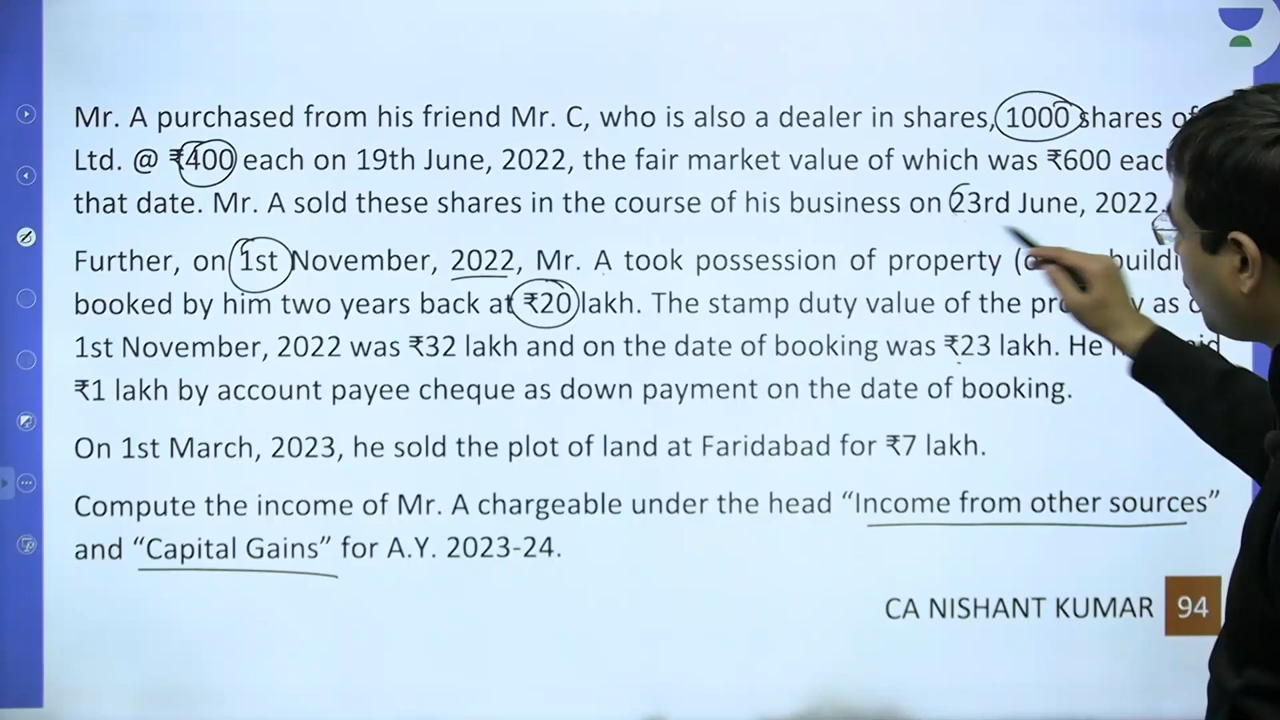 Mr. A purchased from his friend Mr. C, who is also a dealer in shares, 1000 shares of
Ltd. @ ₹400 each on 19th June, 2022, the fair market value of which was ₹600
that date. Mr. A sold these shares in the course of his business on 23rd June, 2022.
Further, on 1st November, 2022, Mr. A took possession of property
booked by him two years back at ₹20 lakh. The stamp duty value of the as
1st November, 2022 was ₹32 lakh and on the date of booking was ₹23 lakh. He
₹1 lakh by account payee cheque as down payment on the date of booking.
On 1st March, 2023, he sold the plot of land at Faridabad for ₹7 lakh.
Compute the income of Mr. A chargeable under the head “Income from other sources”
and “Capital Gains” for A.Y. 2023-24.
CA NISHANT KUMAR 94